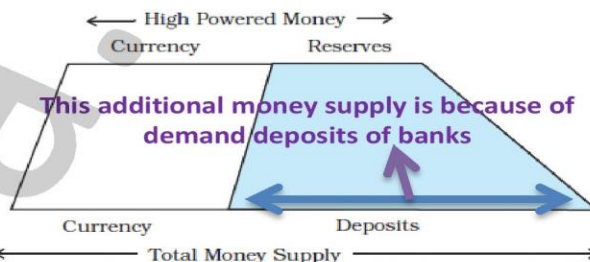 High Powered Money
Currency Reserves
This additional money supply is because of
demand deposits of banks
Currency Deposits
Total Money Supply